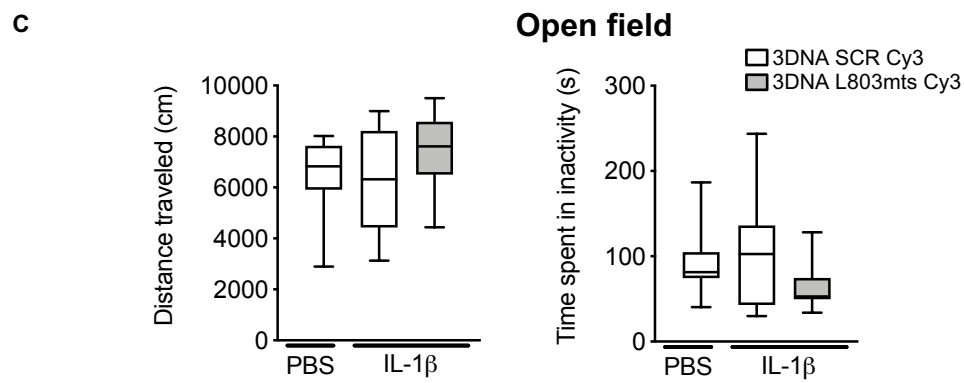 C
Open field
3DNA SCR Cy3
3DNA L803mts Cy3
Distance traveled (cm)
10000
8000
6000
4000
2000
0
PBS IL-1β
Time spent in inactivity (s)
300
200
100
0
PBS IL-1β